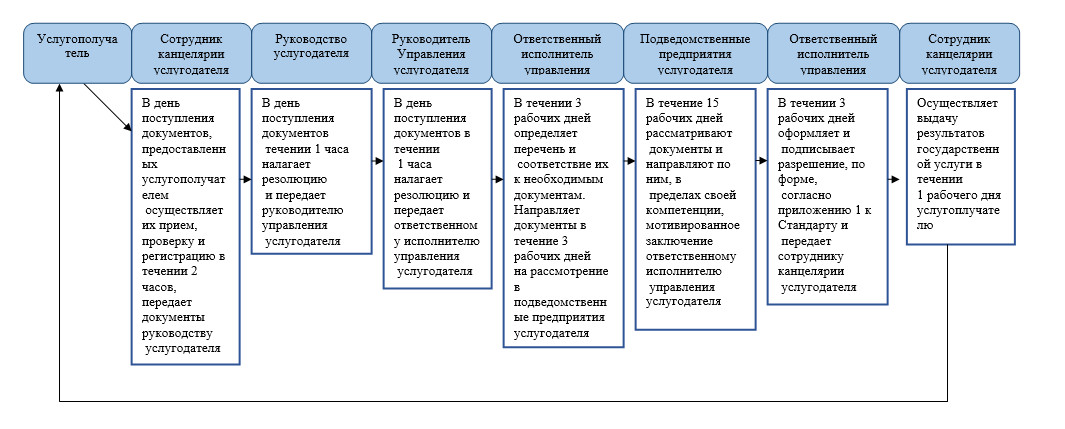 Услугополуча
тель
Сотрудник
канцелярии
услугодателя
Руководство
услугодателя
Руководитель
Управления
услугодателя
Ответственный
исполнитель
управления
Подведомственные
предприятия
услугодателя
Ответственный
исполнитель
управления
Сотрудник
канцелярии
услугодателя
В день
поступления
документов,
предоставленн
ых
услугополучат
елем
осуществляет
их прием,
проверку и
регистрацию в
течении 2
часов,
передает
документы
руководству
услугодателя
В день
поступления
документов
течении 1 часа
налагает
резолюцию
и передает
руководителю
управления
услугодателя
В день
поступления
документов в
течении
1 часа
налагает
резолюцию и
передает
ответственном
у исполнителю
управления
услугодателя
В течении 3
рабочих дней
определяет
перечень и
соответствие их
к необходимым
документам.
Направляет
документы в
течение 3
рабочих дней
на рассмотрение
в
подведомственн
ые предприятия
услугодателя
В течение 15
рабочих дней
рассматривают
документы и
направляют по
ним, в
пределах своей
компетенции,
мотивированное
заключение
ответственному
исполнителю
управления
услугодателя
В течении 3
рабочих дней
оформляет и
подписывает
разрешение, по
форме,
согласно
приложению 1 к
Стандарту и
передает
сотруднику
канцелярии
услугодателя
Осуществляет
выдачу
результатов
государственн
ой услуги в
течении
1 рабочего дня
услугоплучате
лю